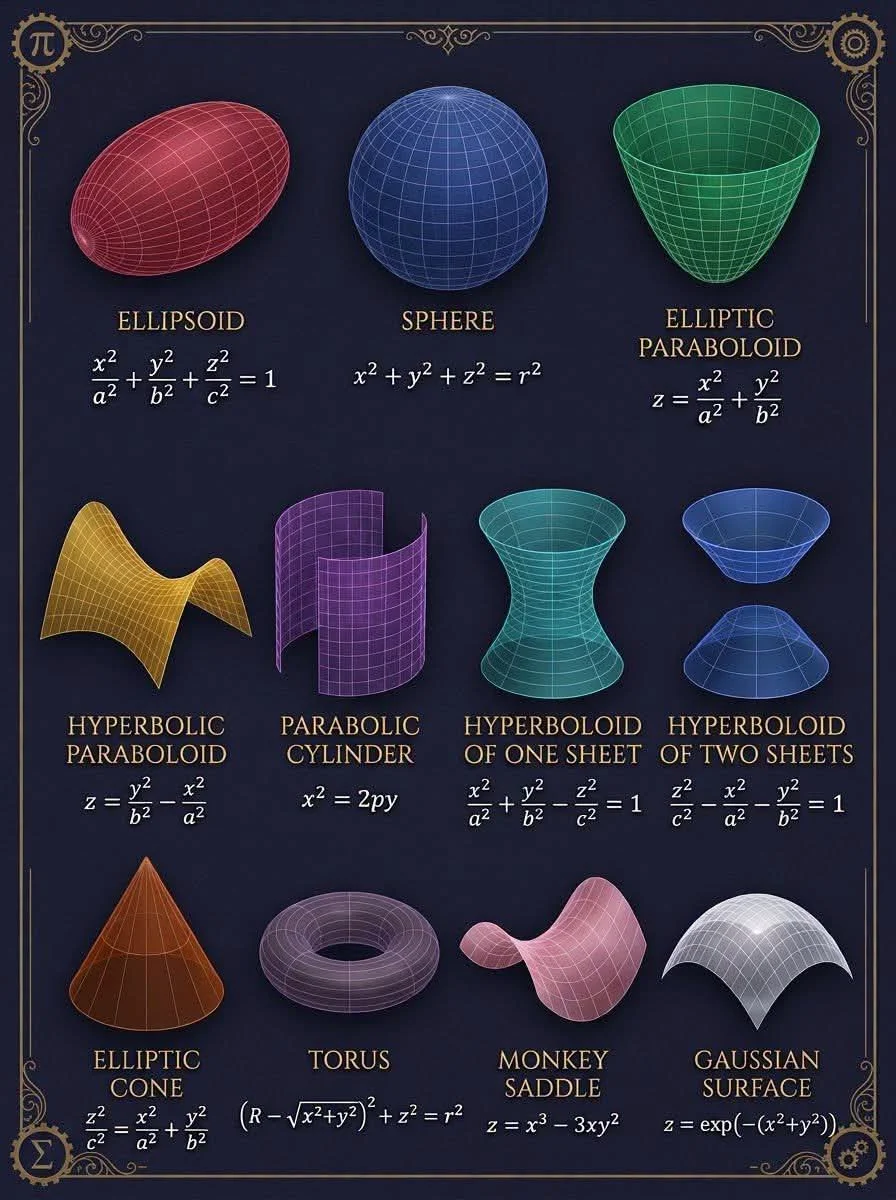 π
ELLIPSOID
x²/a² + y²/b² + z²/c² = 1
SPHERE
x² + y² + z² = r²
ELLIPTIC
PARABOLOID
z = x²/a² + y²/b²
HYPERBOLIC
PARABOLOID
z = y²/b² − x²/a²
PARABOLIC
CYLINDER
x² = 2py
HYPERBOLOID
OF ONE SHEET
x²/a² + y²/b² − z²/c² = 1
HYPERBOLOID
OF TWO SHEETS
z²/c² − x²/a² − y²/b² = 1
ELLIPTIC
CONE
z²/c² = x²/a² + y²/b²
TORUS
(R − √(x²+y²))² + z² = r²
MONKEY
SADDLE
z = x³ − 3xy²
GAUSSIAN
SURFACE
z = exp(−(x²+y²))
Σ